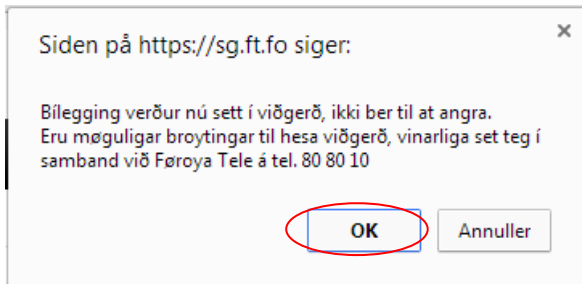 Siden på https://sg.ft.fo siger:
Bílegging verður nú sett í viðgerð, ikki ber til at angra.
Eru møguligar broytingar til hesa viðgerð, vinarliga set teg í
samband við Føroya Tele á tel. 80 80 10
OK
Annuller